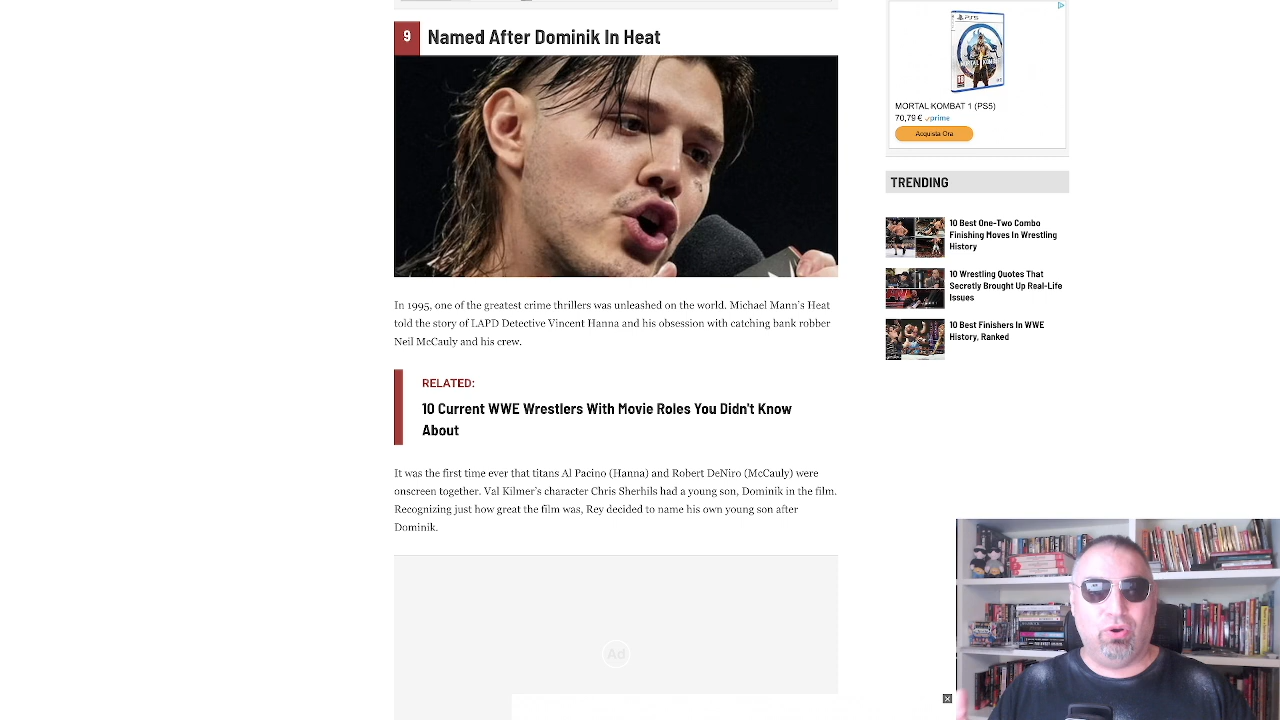 9
Named After Dominik In Heat
In 1995, one of the greatest crime thrillers was unleashed on the world. Michael Mann's Heat
told the story of LAPD Detective Vincent Hanna and his obsession with catching bank robber
Neil McCauly and his crew.
RELATED:
10 Current WWE Wrestlers With Movie Roles You Didn't Know
About
It was the first time ever that titans Al Pacino (Hanna) and Robert DeNiro (McCauly) were
onscreen together. Val Kilmer's character Chris Sherhils had a young son, Dominik in the film.
Recognizing just how great the film was, Rey decided to name his own young son after
Dominik.
Ad
PS5
MORTAL KOMBAT 1
MORTAL KOMBAT 1 (PS5)
70,79 € prime
Acquista Ora
TRENDING
10 Best One-Two Combo
Finishing Moves In Wrestling
History
10 Wrestling Quotes That
Secretly Brought Up Real-Life
Issues
10 Best Finishers In WWE
History, Ranked